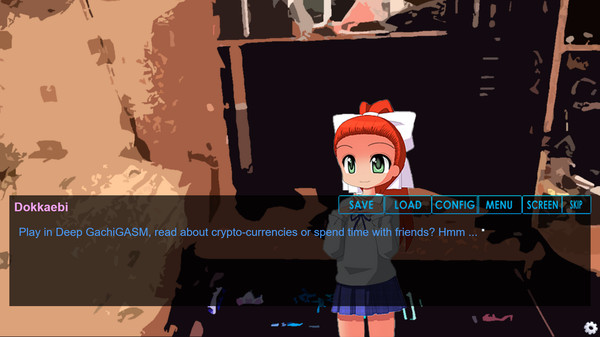 Dokkaebi
SAVE LOAD CONFIG MENU SCREEN SKIP
Play in Deep GachiGASM, read about crypto-currencies or spend time with friends? Hmm ...